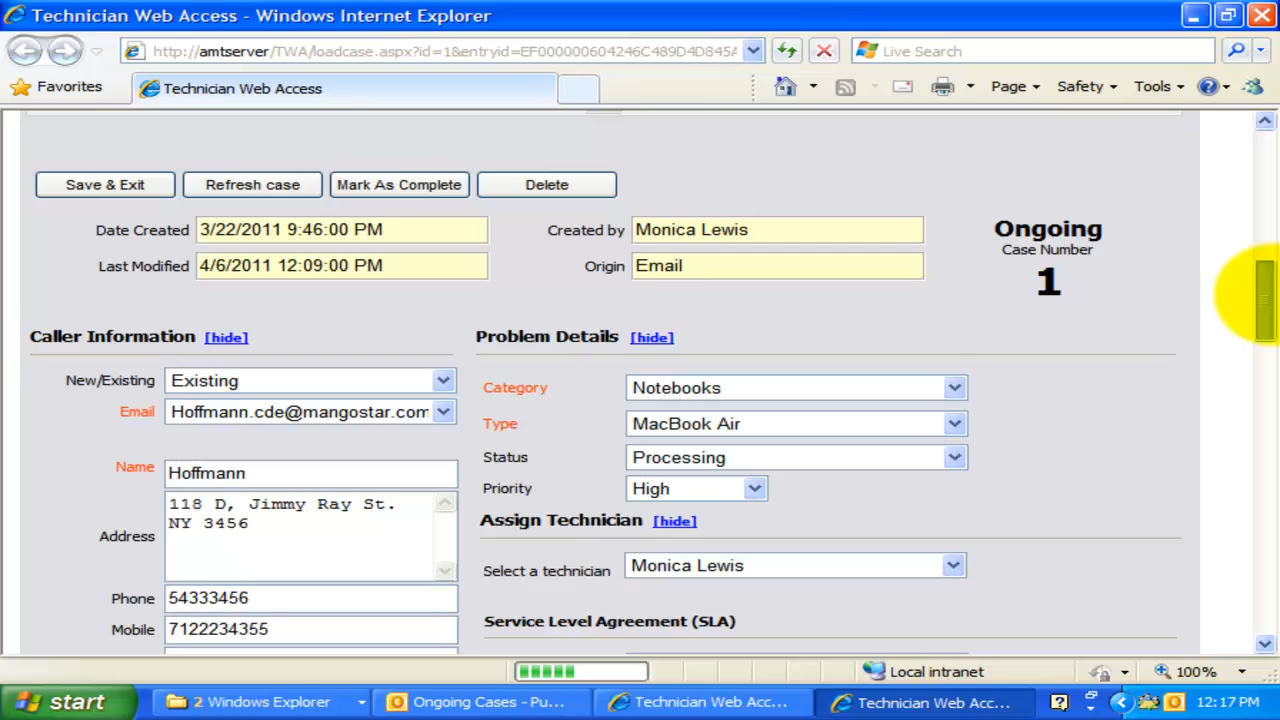 Technician Web Access - Windows Internet Explorer
http://amtserver/TWA/loadcase.aspx?id=1&entryid=EF000000604246C489D4D845A
Live Search
Favorites
Technician Web Access
Page
Safety
Tools
Save & Exit
Refresh case
Mark As Complete
Delete
Date Created 3/22/2011 9:46:00 PM
Created by Monica Lewis
Last Modified 4/6/2011 12:09:00 PM
Origin Email
Ongoing
Case Number
1
Caller Information [hide]
New/Existing Existing
Email Hoffmann.cde@mangostar.com
Name Hoffmann
Address 118 D, Jimmy Ray St.
NY 3456
Phone 54333456
Mobile 7122234355
Problem Details [hide]
Category Notebooks
Type MacBook Air
Status Processing
Priority High
Assign Technician [hide]
Select a technician Monica Lewis
Service Level Agreement (SLA)
Local intranet
100%
start
2 Windows Explorer
Ongoing Cases - Pu...
Technician Web Acc...
Technician Web Acc...
12:17 PM